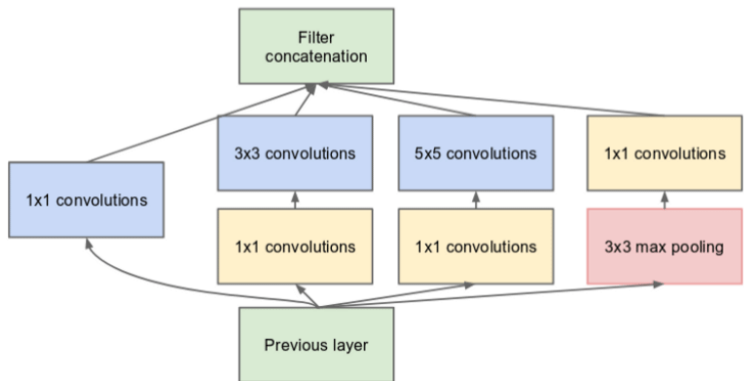 Filter
concatenation
3x3 convolutions
5x5 convolutions
1x1 convolutions
1x1 convolutions
1x1 convolutions
1x1 convolutions
3x3 max pooling
Previous layer